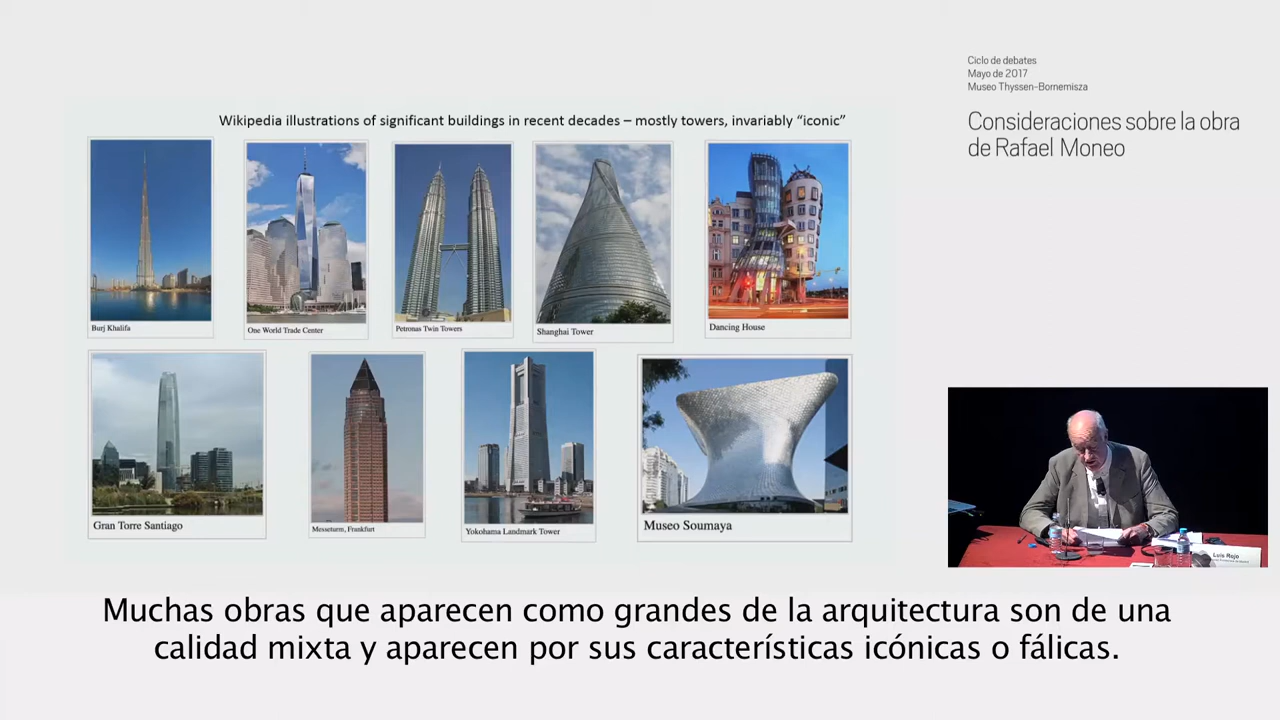 Ciclo de debates
Mayo de 2017
Museo Thyssen-Bornemisza
Consideraciones sobre la obra
de Rafael Moneo
Wikipedia illustrations of significant buildings in recent decades – mostly towers, invariably “iconic”
Burj Khalifa
One World Trade Center
Petronas Twin Towers
Shanghai Tower
Dancing House
Gran Torre Santiago
Messeturm, Frankfurt
Yokohama Landmark Tower
Museo Soumaya
Luis Rojo
Muchas obras que aparecen como grandes de la arquitectura son de una
calidad mixta y aparecen por sus características icónicas o fálicas.